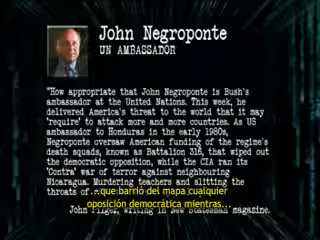 John Negroponte
UN AMBASSADOR
"How appropriate that John Negroponte is Bush's
ambassador at the United Nations. This week, he
delivered America's threat to the world that it may
'require' to attack more and more countries. As US
ambassador to Honduras in the early 1980s,
Negroponte oversaw American funding of the regime's
death squads, known as Battalion 316, that wiped out
the democratic opposition, while the CIA ran its
'Contra' war of terror against neighbouring
Nicaragua. Murdering teachers and slitting the
throats of
...que barrió del mapa cualquier
oposición democrática mientras...
John Pilger, writing in New Statesman magazine.